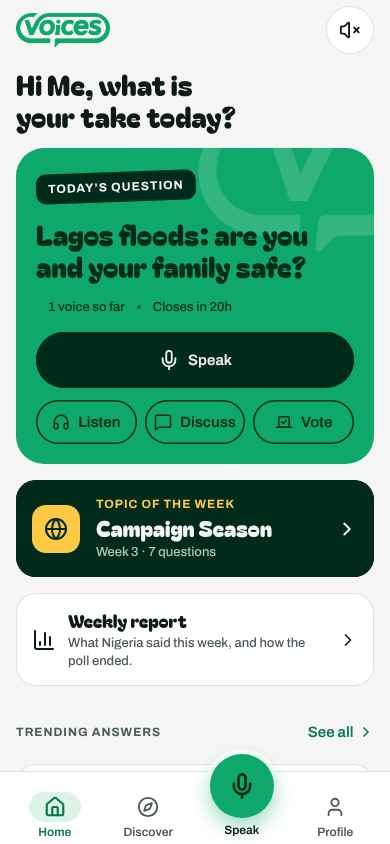 Voices
Hi Me, what is
your take today?
TODAY'S QUESTION
Lagos floods: are you
and your family safe?
1 voice so far • Closes in 20h
Speak
Listen
Discuss
Vote
TOPIC OF THE WEEK
Campaign Season
Week 3 · 7 questions
Weekly report
What Nigeria said this week, and how the
poll ended.
TRENDING ANSWERS
See all
Home
Discover
Speak
Profile